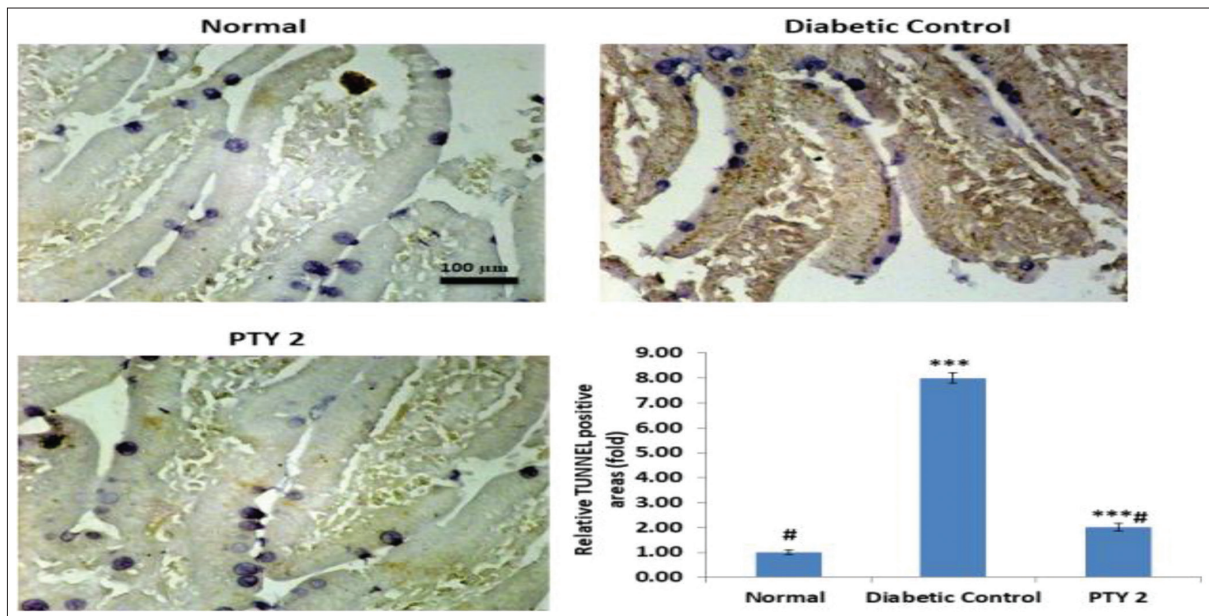 Normal
Diabetic Control
100 µm
PTY 2
Relative TUNNEL positive
areas (fold)
9.00
8.00
7.00
6.00
5.00
4.00
3.00
2.00
1.00
0.00
#
***
***#
Normal
Diabetic Control
PTY 2